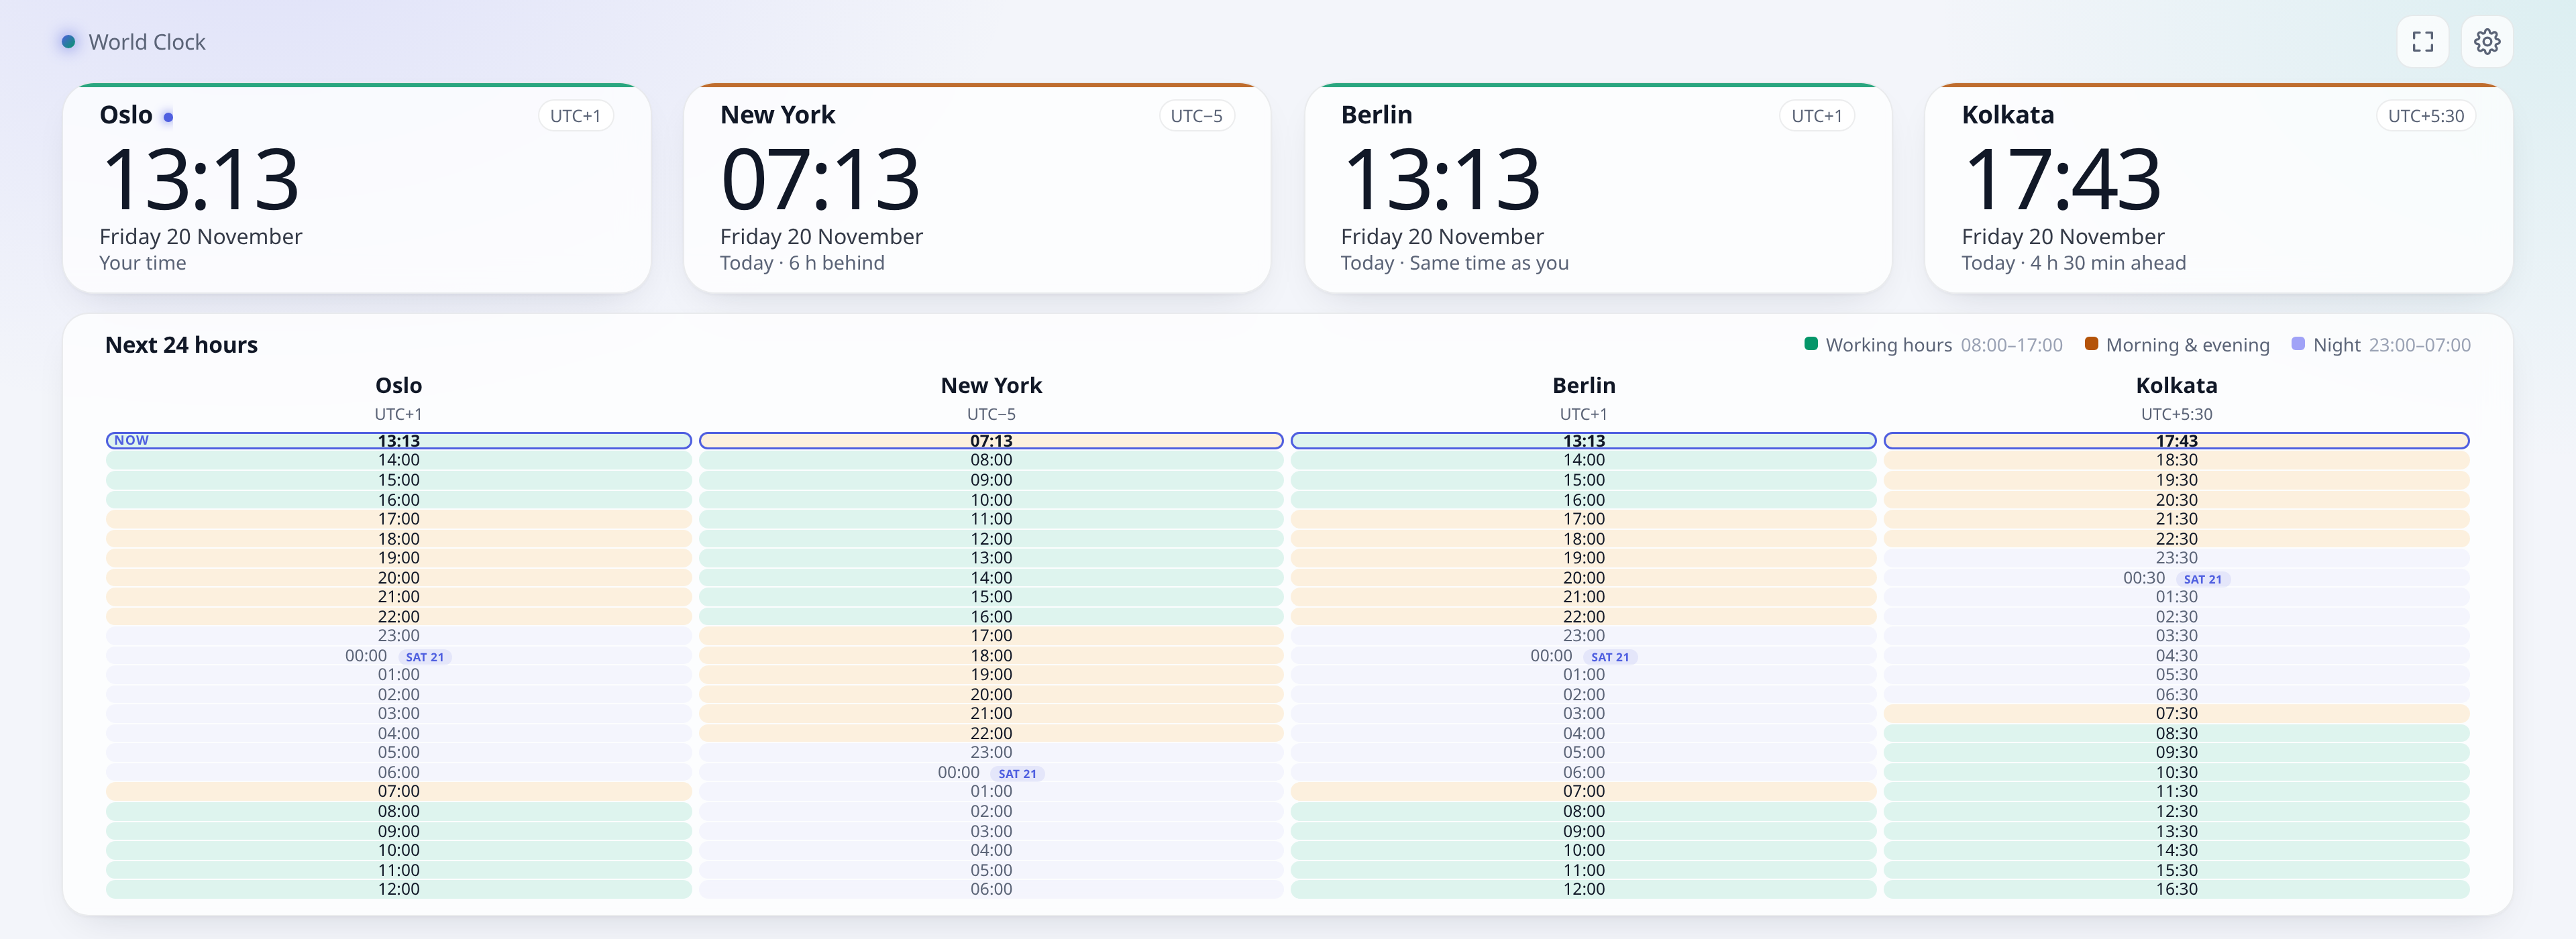 World Clock
Oslo UTC+1
13:13
Friday 20 November
Your time
New York UTC−5
07:13
Friday 20 November
Today · 6 h behind
Berlin UTC+1
13:13
Friday 20 November
Today · Same time as you
Kolkata UTC+5:30
17:43
Friday 20 November
Today · 4 h 30 min ahead
Next 24 hours Working hours 08:00–17:00 Morning & evening Night 23:00–07:00
Oslo New York Berlin Kolkata
UTC+1 UTC−5 UTC+1 UTC+5:30
NOW 13:13 07:13 13:13 17:43
14:00 08:00 14:00 18:30
15:00 09:00 15:00 19:30
16:00 10:00 16:00 20:30
17:00 11:00 17:00 21:30
18:00 12:00 18:00 22:30
19:00 13:00 19:00 23:30
20:00 14:00 20:00 00:30 SAT 21
21:00 15:00 21:00 01:30
22:00 16:00 22:00 02:30
23:00 17:00 23:00 03:30
00:00 SAT 21 18:00 00:00 SAT 21 04:30
01:00 19:00 01:00 05:30
02:00 20:00 02:00 06:30
03:00 21:00 03:00 07:30
04:00 22:00 04:00 08:30
05:00 23:00 05:00 09:30
06:00 00:00 SAT 21 06:00 10:30
07:00 01:00 07:00 11:30
08:00 02:00 08:00 12:30
09:00 03:00 09:00 13:30
10:00 04:00 10:00 14:30
11:00 05:00 11:00 15:30
12:00 06:00 12:00 16:30